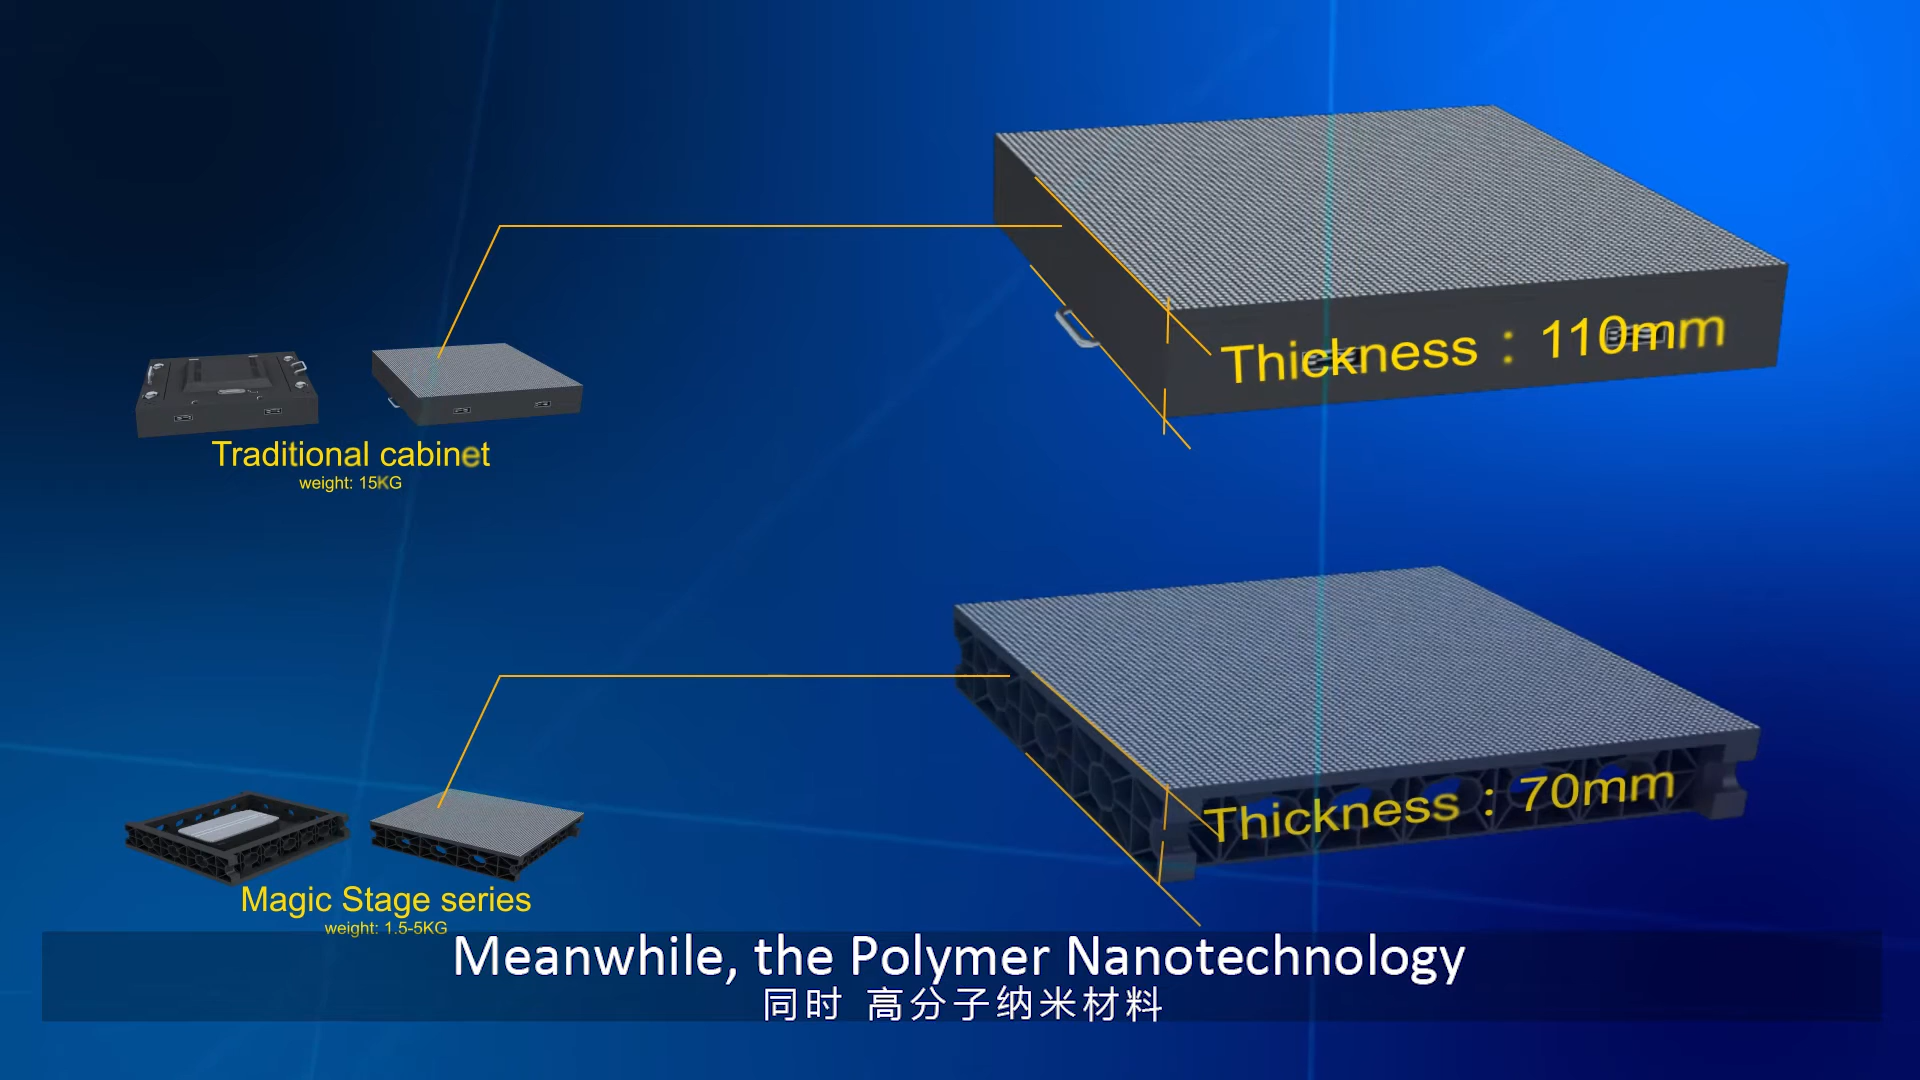 Thickness : 110mm
Traditional cabinet
weight: 15KG
Thickness : 70mm
Magic Stage series
weight: 1.5-5KG
Meanwhile, the Polymer Nanotechnology
同时 高分子纳米材料